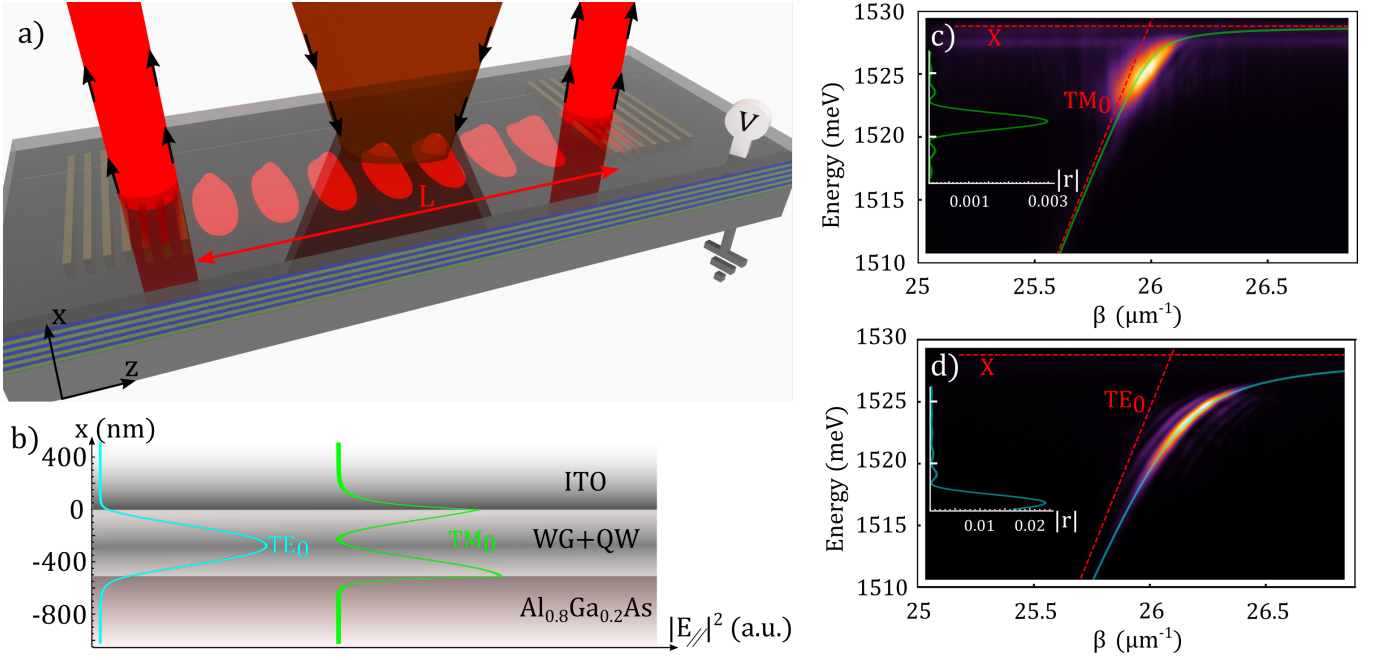 a)
V
L
x
z
b)
x (nm)
400
0
-400
-800
ITO
WG+QW
Al0.8Ga0.2As
TE0
TM0
|E//|² (a.u.)
c)
Energy (meV)
1530
1525
1520
1515
1510
X
TM0
|r|
0.001
0.003
25
25.5
26
26.5
β (μm⁻¹)
d)
Energy (meV)
1530
1525
1520
1515
1510
X
TE0
|r|
0.01
0.02
25
25.5
26
26.5
β (μm⁻¹)